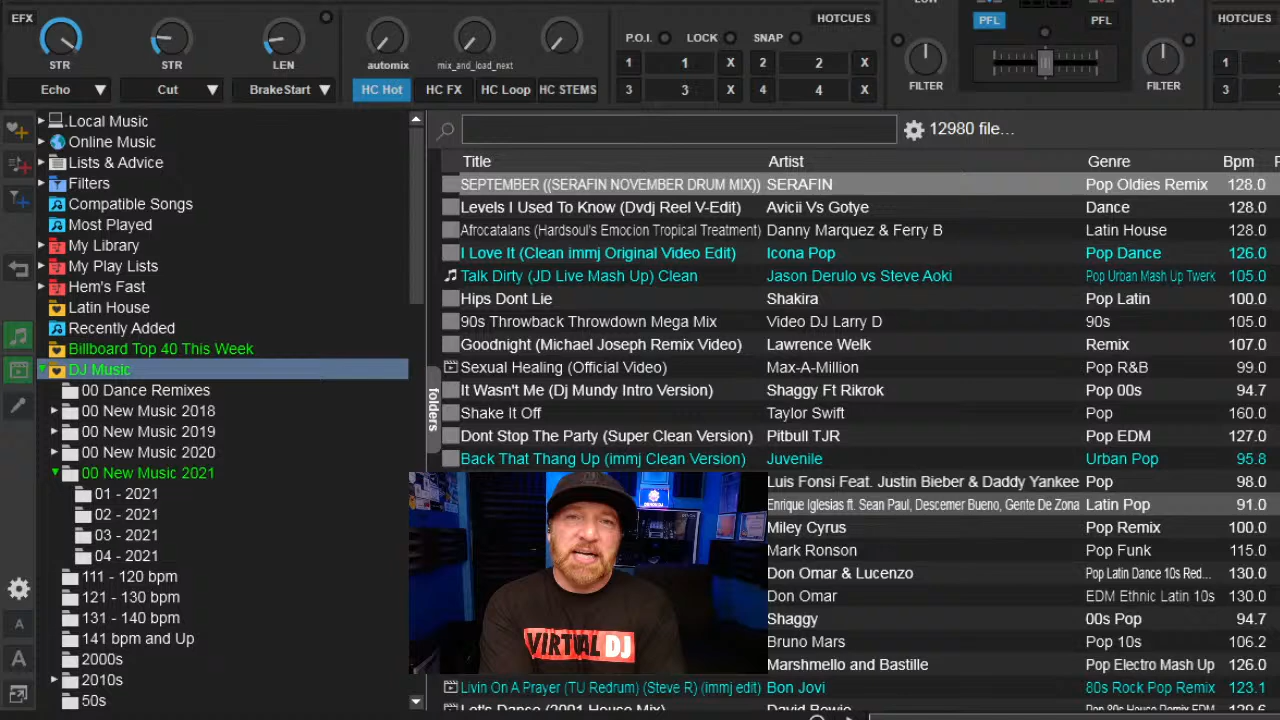 EFX
STR
STR
LEN
automix
mix_and_load_next
Echo
Cut
BrakeStart
HC Hot
HC FX
HC Loop
HC STEMS
HOTCUES
P.O.I.
LOCK
SNAP
1 1 X 2 2 X
3 3 X 4 4 X
LOW
FILTER
PFL
PFL
LOW
FILTER
HOTCUES
1
3
Local Music
Online Music
Lists & Advice
Filters
Compatible Songs
Most Played
My Library
My Play Lists
Hem's Fast
Latin House
Recently Added
Billboard Top 40 This Week
DJ Music
00 Dance Remixes
00 New Music 2018
00 New Music 2019
00 New Music 2020
00 New Music 2021
01 - 2021
02 - 2021
03 - 2021
04 - 2021
111 - 120 bpm
121 - 130 bpm
131 - 140 bpm
141 bpm and Up
2000s
2010s
50s
A
A
folders
12980 file...
Title Artist Genre Bpm
SEPTEMBER ((SERAFIN NOVEMBER DRUM MIX)) SERAFIN Pop Oldies Remix 128.0
Levels I Used To Know (Dvdj Reel V-Edit) Avicii Vs Gotye Dance 128.0
Afrocatalans (Hardsoul's Emocion Tropical Treatment) Danny Marquez & Ferry B Latin House 128.0
I Love It (Clean immj Original Video Edit) Icona Pop Pop Dance 126.0
Talk Dirty (JD Live Mash Up) Clean Jason Derulo vs Steve Aoki Pop Urban Mash Up Twerk 105.0
Hips Dont Lie Shakira Pop Latin 100.0
90s Throwback Throwdown Mega Mix Video DJ Larry D 90s 105.0
Goodnight (Michael Joseph Remix Video) Lawrence Welk Remix 107.0
Sexual Healing (Official Video) Max-A-Million Pop R&B 99.0
It Wasn't Me (Dj Mundy Intro Version) Shaggy Ft Rikrok Pop 00s 94.7
Shake It Off Taylor Swift Pop 160.0
Dont Stop The Party (Super Clean Version) Pitbull TJR Pop EDM 127.0
Back That Thang Up (immj Clean Version) Juvenile Urban Pop 95.8
Luis Fonsi Feat. Justin Bieber & Daddy Yankee Pop 98.0
Enrique Iglesias ft. Sean Paul, Descemer Bueno, Gente De Zona Latin Pop 91.0
Miley Cyrus Pop Remix 100.0
Mark Ronson Pop Funk 115.0
Don Omar & Lucenzo Pop Latin Dance 10s Red... 130.0
Don Omar EDM Ethnic Latin 10s 130.0
Shaggy 00s Pop 94.7
Bruno Mars Pop 10s 106.2
Marshmello and Bastille Pop Electro Mash Up 126.0
Livin On A Prayer (TU Redrum) (Steve R) (immj edit) Bon Jovi 80s Rock Pop Remix 123.1
Let's Dance (2001 House Mix) David Bowie Pop 80s House Remix EDM 129.6
VIRTUAL DJ